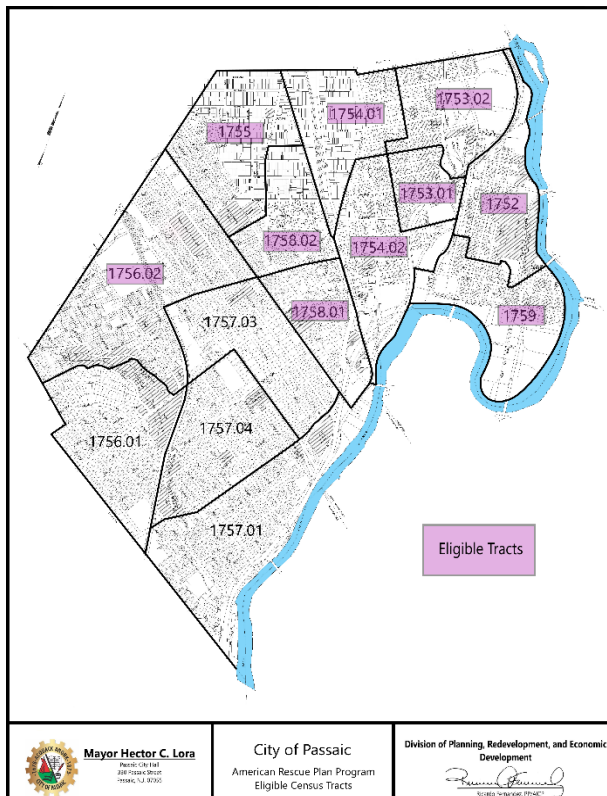 1753.02
1754.01
1755
1753.01
1752
1758.02
1754.02
1756.02
1758.01
1759
1757.03
1757.04
1756.01
1757.01
Eligible Tracts
Mayor Hector C. Lora
Passaic City Hall
330 Passaic Street
Passaic, N.J. 07055
City of Passaic
American Rescue Plan Program
Eligible Census Tracts
Division of Planning, Redevelopment, and Economic
Development